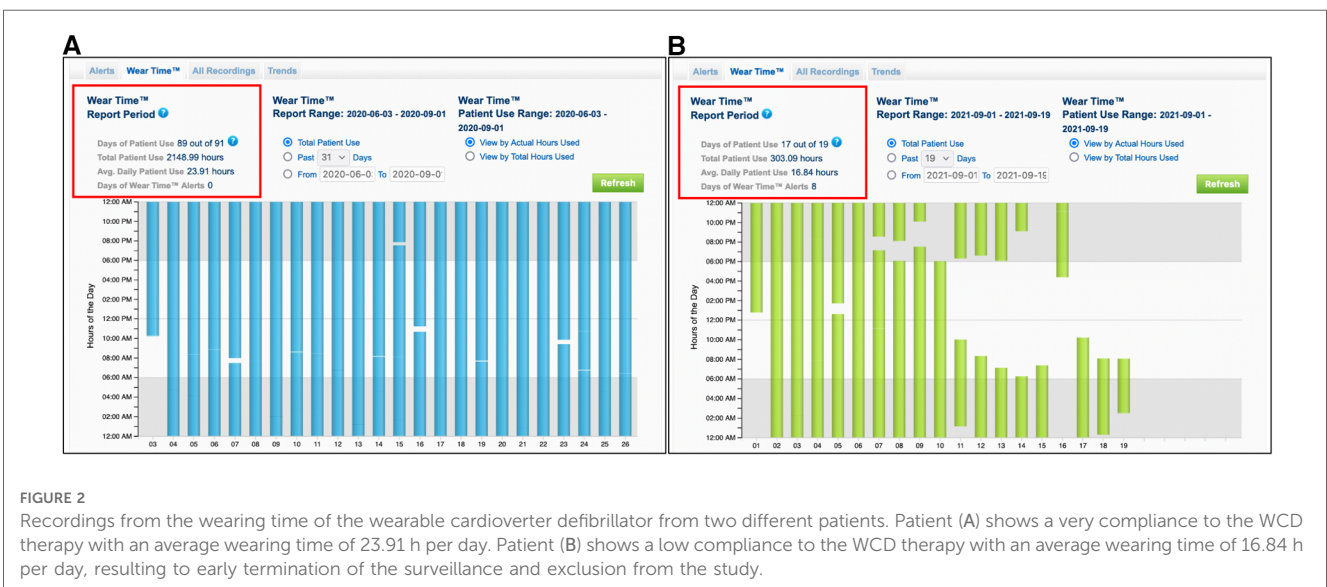 A
Alerts Wear Time™ All Recordings Trends
Wear Time™
Report Period ?
Days of Patient Use 89 out of 91 ?
Total Patient Use 2148.99 hours
Avg. Daily Patient Use 23.91 hours
Days of Wear Time™ Alerts 0
Wear Time™
Report Range: 2020-06-03 - 2020-09-01
Total Patient Use
Past 31 Days
From 2020-06-0 To 2020-09-0
Wear Time™
Patient Use Range: 2020-06-03 -
2020-09-01
View by Actual Hours Used
View by Total Hours Used
Refresh
Hours of the Day
12:00 AM
10:00 PM
08:00 PM
06:00 PM
04:00 PM
02:00 PM
12:00 PM
10:00 AM
08:00 AM
06:00 AM
04:00 AM
02:00 AM
12:00 AM
03 04 05 06 07 08 09 10 11 12 13 14 15 16 17 18 19 20 21 22 23 24 25 26
B
Alerts Wear Time™ All Recordings Trends
Wear Time™
Report Period ?
Days of Patient Use 17 out of 19 ?
Total Patient Use 303.09 hours
Avg. Daily Patient Use 16.84 hours
Days of Wear Time™ Alerts 8
Wear Time™
Report Range: 2021-09-01 - 2021-09-19
Total Patient Use
Past 19 Days
From 2021-09-01 To 2021-09-19
Wear Time™
Patient Use Range: 2021-09-01 -
2021-09-19
View by Actual Hours Used
View by Total Hours Used
Refresh
Hours of the Day
12:00 AM
10:00 PM
08:00 PM
06:00 PM
04:00 PM
02:00 PM
12:00 PM
10:00 AM
08:00 AM
06:00 AM
04:00 AM
02:00 AM
12:00 AM
01 02 03 04 05 06 07 08 09 10 11 12 13 14 15 16 17 18 19
FIGURE 2
Recordings from the wearing time of the wearable cardioverter defibrillator from two different patients. Patient (A) shows a very compliance to the WCD
therapy with an average wearing time of 23.91 h per day. Patient (B) shows a low compliance to the WCD therapy with an average wearing time of 16.84 h
per day, resulting to early termination of the surveillance and exclusion from the study.